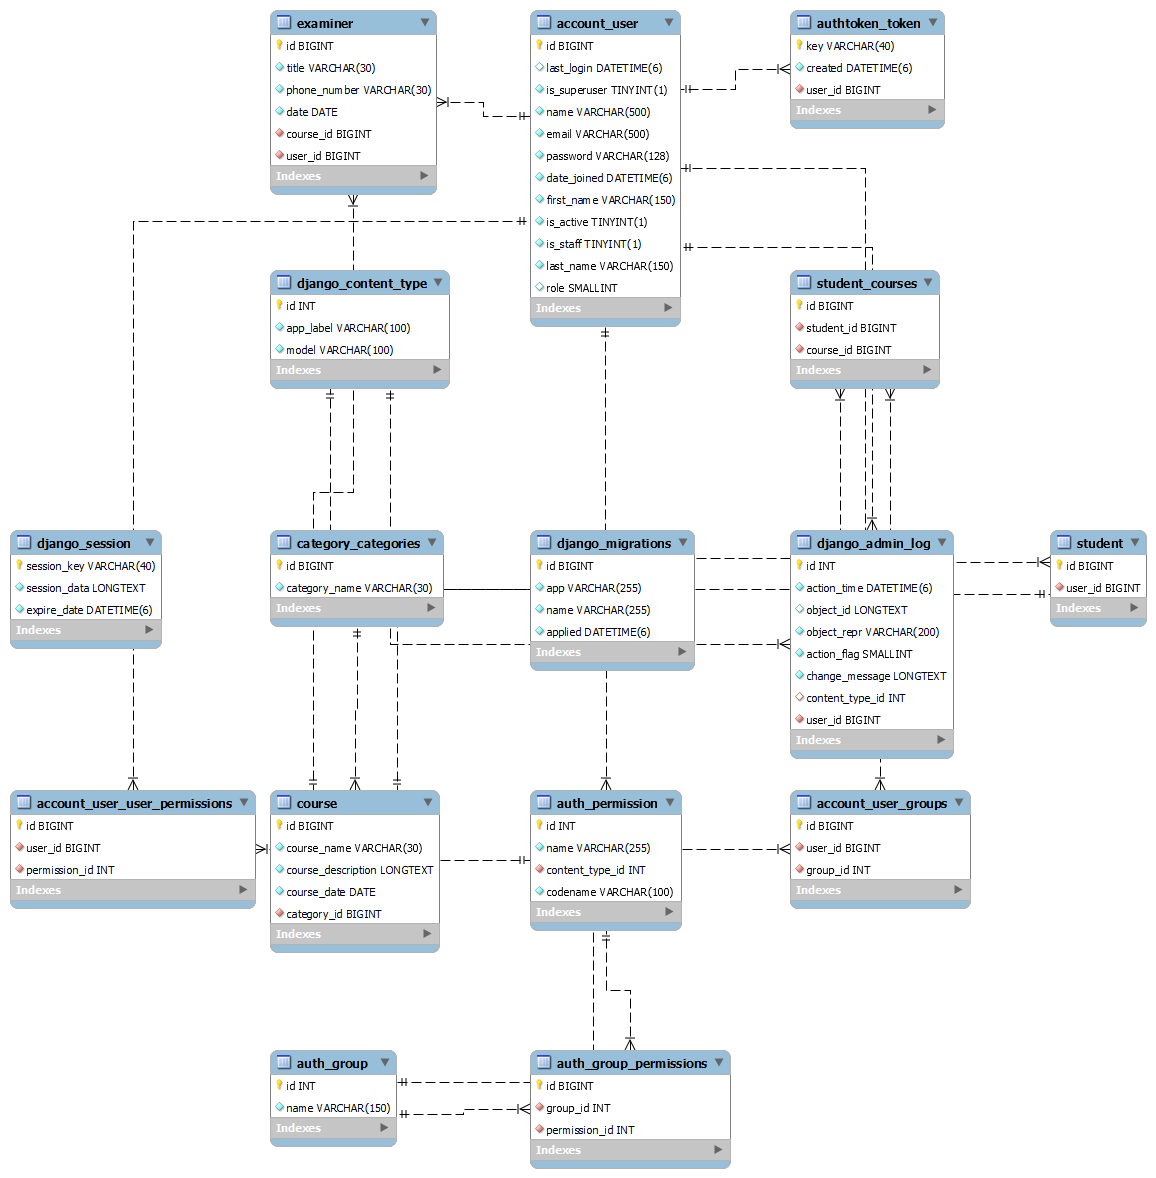 examiner
id BIGINT
title VARCHAR(30)
phone_number VARCHAR(30)
date DATE
course_id BIGINT
user_id BIGINT
Indexes
account_user
id BIGINT
last_login DATETIME(6)
is_superuser TINYINT(1)
name VARCHAR(500)
email VARCHAR(500)
password VARCHAR(128)
date_joined DATETIME(6)
first_name VARCHAR(150)
is_active TINYINT(1)
is_staff TINYINT(1)
last_name VARCHAR(150)
role SMALLINT
Indexes
authtoken_token
key VARCHAR(40)
created DATETIME(6)
user_id BIGINT
Indexes
django_content_type
id INT
app_label VARCHAR(100)
model VARCHAR(100)
Indexes
student_courses
id BIGINT
student_id BIGINT
course_id BIGINT
Indexes
django_session
session_key VARCHAR(40)
session_data LONGTEXT
expire_date DATETIME(6)
Indexes
category_categories
id BIGINT
category_name VARCHAR(30)
Indexes
django_migrations
id BIGINT
app VARCHAR(255)
name VARCHAR(255)
applied DATETIME(6)
Indexes
django_admin_log
id INT
action_time DATETIME(6)
object_id LONGTEXT
object_repr VARCHAR(200)
action_flag SMALLINT
change_message LONGTEXT
content_type_id INT
user_id BIGINT
Indexes
student
id BIGINT
user_id BIGINT
Indexes
account_user_user_permissions
id BIGINT
user_id BIGINT
permission_id INT
Indexes
course
id BIGINT
course_name VARCHAR(30)
course_description LONGTEXT
course_date DATE
category_id BIGINT
Indexes
auth_permission
id INT
name VARCHAR(255)
content_type_id INT
codename VARCHAR(100)
Indexes
account_user_groups
id BIGINT
user_id BIGINT
group_id INT
Indexes
auth_group
id INT
name VARCHAR(150)
Indexes
auth_group_permissions
id BIGINT
group_id INT
permission_id INT
Indexes